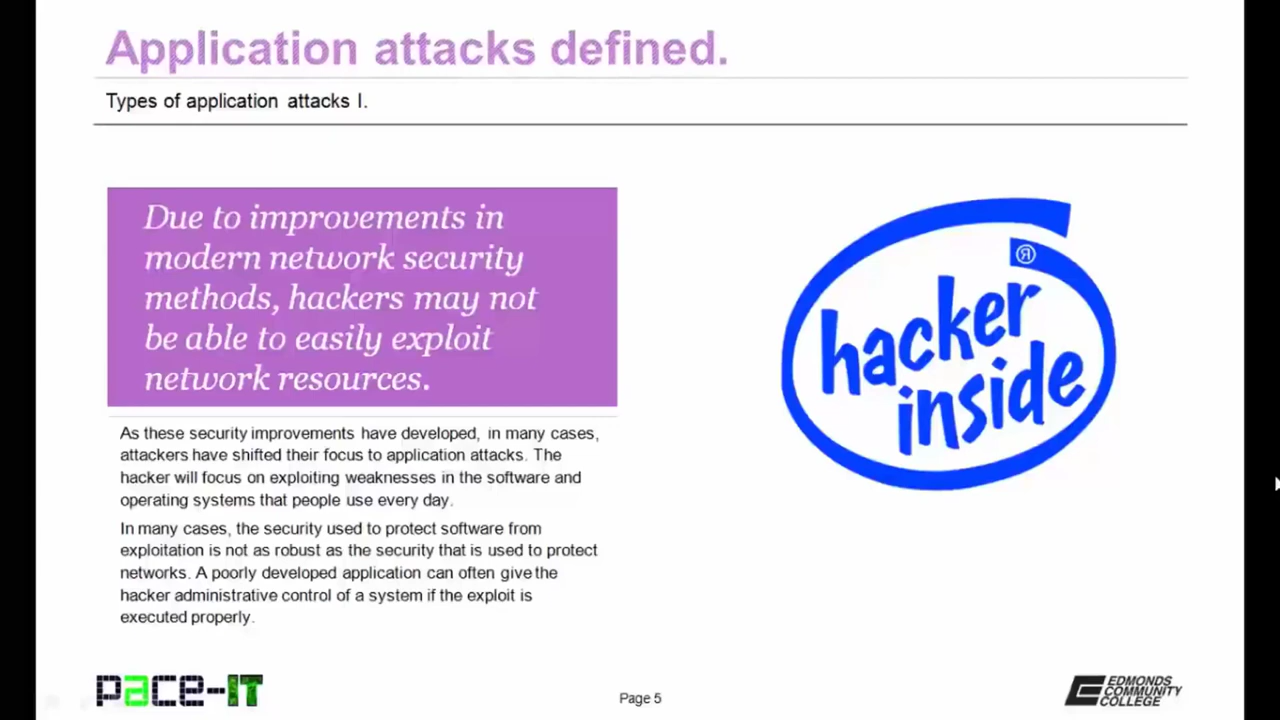 Application attacks defined.
Types of application attacks I.
Due to improvements in
modern network security
methods, hackers may not
be able to easily exploit
network resources.
As these security improvements have developed, in many cases,
attackers have shifted their focus to application attacks. The
hacker will focus on exploiting weaknesses in the software and
operating systems that people use every day.
In many cases, the security used to protect software from
exploitation is not as robust as the security that is used to protect
networks. A poorly developed application can often give the
hacker administrative control of a system if the exploit is
executed properly.
®
hacker
inside
pace-IT
Page 5
EDMONDS
COMMUNITY
COLLEGE